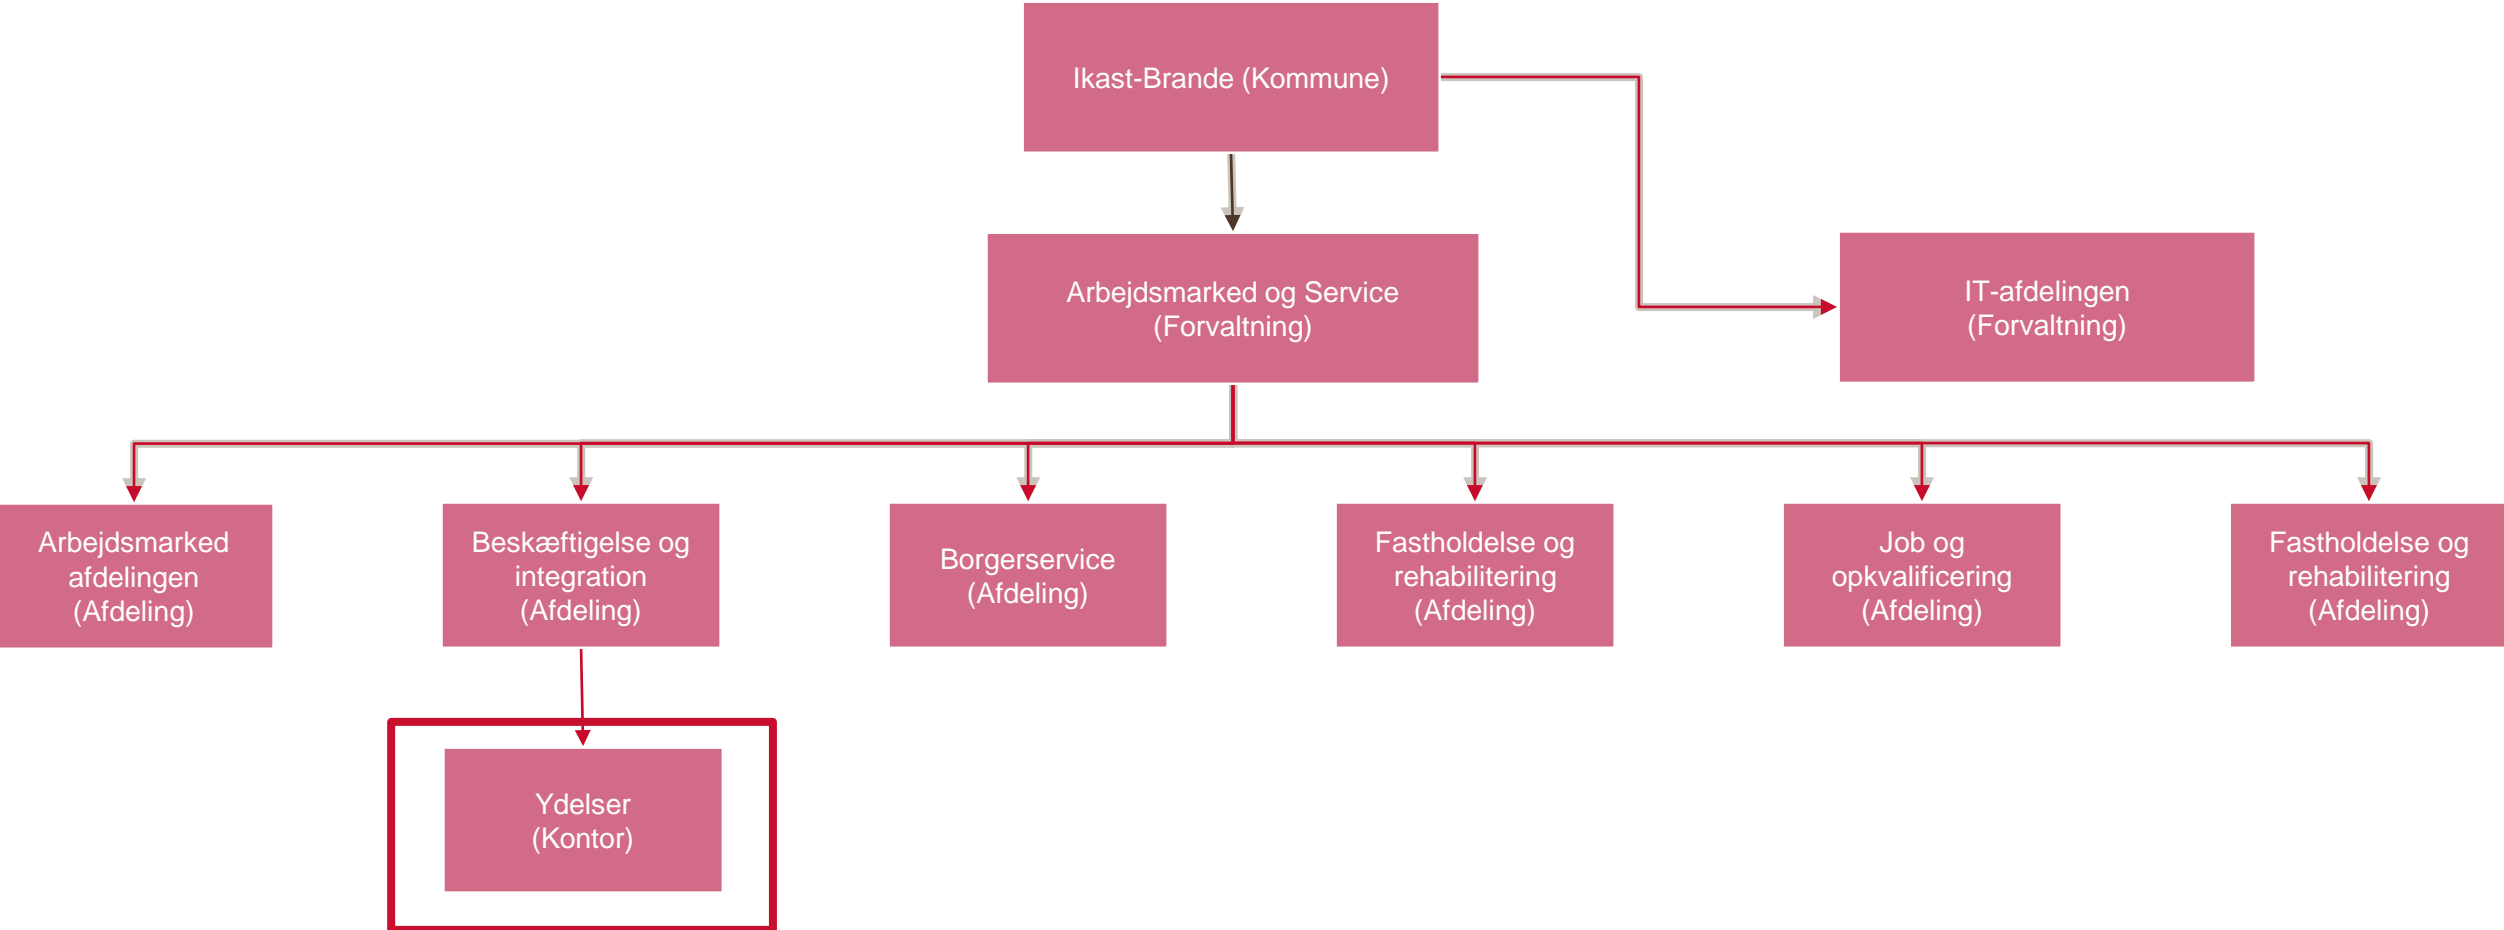 Ikast-Brande (Kommune)
Arbejdsmarked og Service
(Forvaltning)
IT-afdelingen
(Forvaltning)
Arbejdsmarked
afdelingen
(Afdeling)
Beskæftigelse og
integration
(Afdeling)
Borgerservice
(Afdeling)
Fastholdelse og
rehabilitering
(Afdeling)
Job og
opkvalificering
(Afdeling)
Fastholdelse og
rehabilitering
(Afdeling)
Ydelser
(Kontor)